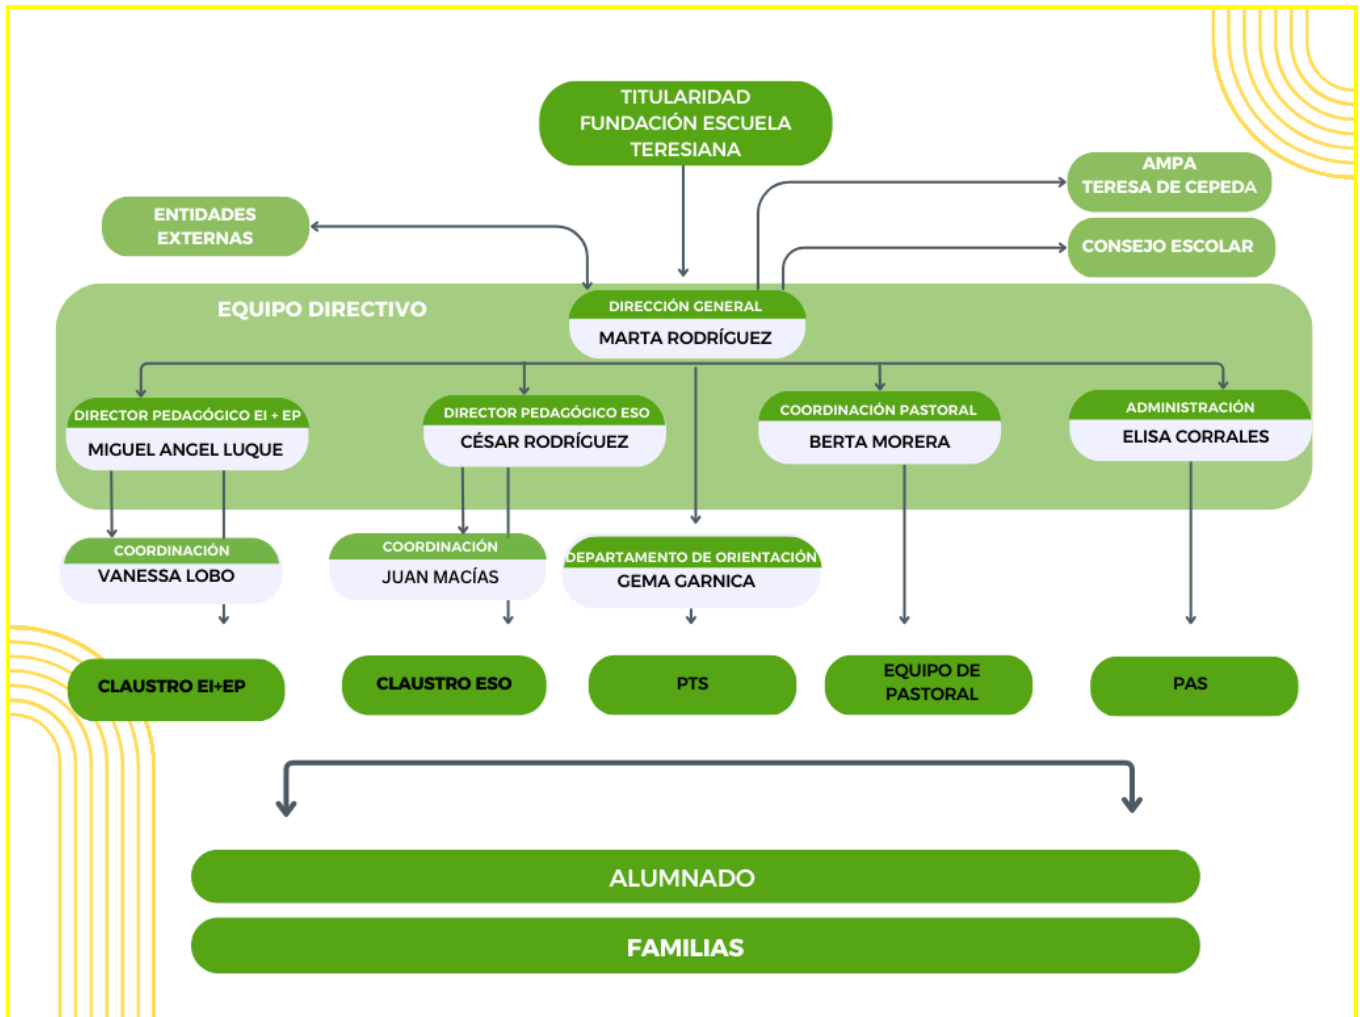 TITULARIDAD
FUNDACIÓN ESCUELA
TERESIANA
AMPA
TERESA DE CEPEDA
ENTIDADES
EXTERNAS
CONSEJO ESCOLAR
EQUIPO DIRECTIVO
DIRECCIÓN GENERAL
MARTA RODRÍGUEZ
DIRECTOR PEDAGÓGICO EI + EP
MIGUEL ANGEL LUQUE
DIRECTOR PEDAGÓGICO ESO
CÉSAR RODRÍGUEZ
COORDINACIÓN PASTORAL
BERTA MORERA
ADMINISTRACIÓN
ELISA CORRALES
COORDINACIÓN
VANESSA LOBO
COORDINACIÓN
JUAN MACÍAS
DEPARTAMENTO DE ORIENTACIÓN
GEMA GARNICA
CLAUSTRO EI+EP
CLAUSTRO ESO
PTS
EQUIPO DE
PASTORAL
PAS
ALUMNADO
FAMILIAS